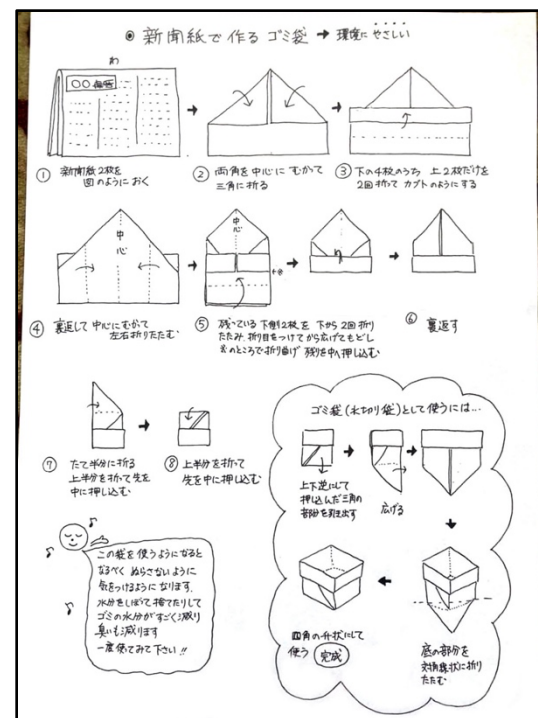 ◎ 新聞紙で作る ゴミ袋 → 環境に やさしい
わ
○○新聞
① 新聞紙2枚を
図のように おく
② 両角を 中心に むかって
三角に折る
③ 下の4枚のうち 上2枚だけを
2回折って カブトのようにする
中心
④ 裏返して 中心にむかって
左右折りたたむ
中心
⑤ 残っている 下側2枚を 下から 2回折り
たたみ、折り目をつけてから広げてもどし
のところで折り曲げ 残りを中へ押し込む
⑥ 裏返す
⑦ たて半分に折る
上半分を折って先を
中に押し込む
⑧ 上半分を折って
先を中に押し込む
ゴミ袋(水切り袋)として使うには…
上下逆にして
押し込んだ三角の
部分を引き出す
広げる
底の部分を
対角線状に折り
たたむ
四角の升状にして
使う 完成
この袋を使うようになると
なるべく ぬらさないように
気をつけるように なります。
水分をしぼって捨てたりして
ゴミの水分がすごく減り
臭いも減ります
一度使てみて下さい!!